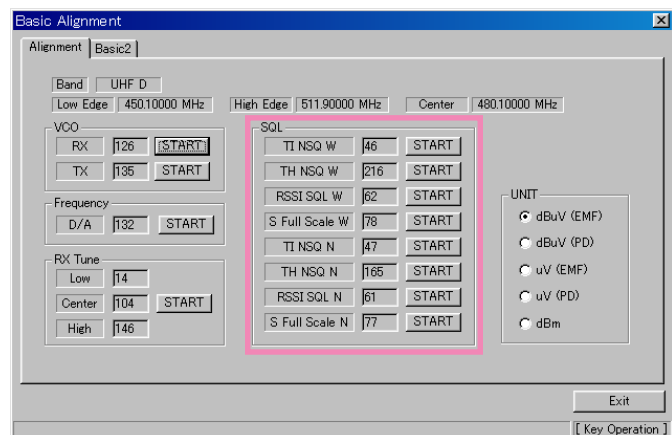 Basic Alignment
Alignment Basic2
Band UHF D
Low Edge 450.10000 MHz High Edge 511.90000 MHz Center 480.10000 MHz
VCO
RX 126 START
TX 135 START
Frequency
D/A 132 START
RX Tune
Low 14
Center 104 START
High 146
SQL
TI NSQ W 46 START
TH NSQ W 216 START
RSSI SQL W 62 START
S Full Scale W 78 START
TI NSQ N 47 START
TH NSQ N 165 START
RSSI SQL N 61 START
S Full Scale N 77 START
UNIT
dBuV (EMF)
dBuV (PD)
uV (EMF)
uV (PD)
dBm
Exit
[ Key Operation ]